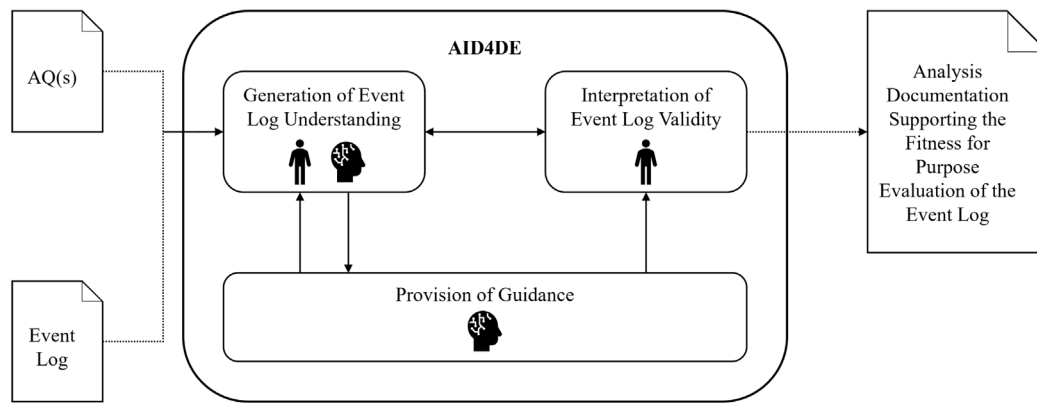 AQ(s)
AID4DE
Generation of Event
Log Understanding
Interpretation of
Event Log Validity
Analysis
Documentation
Supporting the
Fitness for
Purpose
Evaluation of the
Event Log
Provision of Guidance
Event
Log